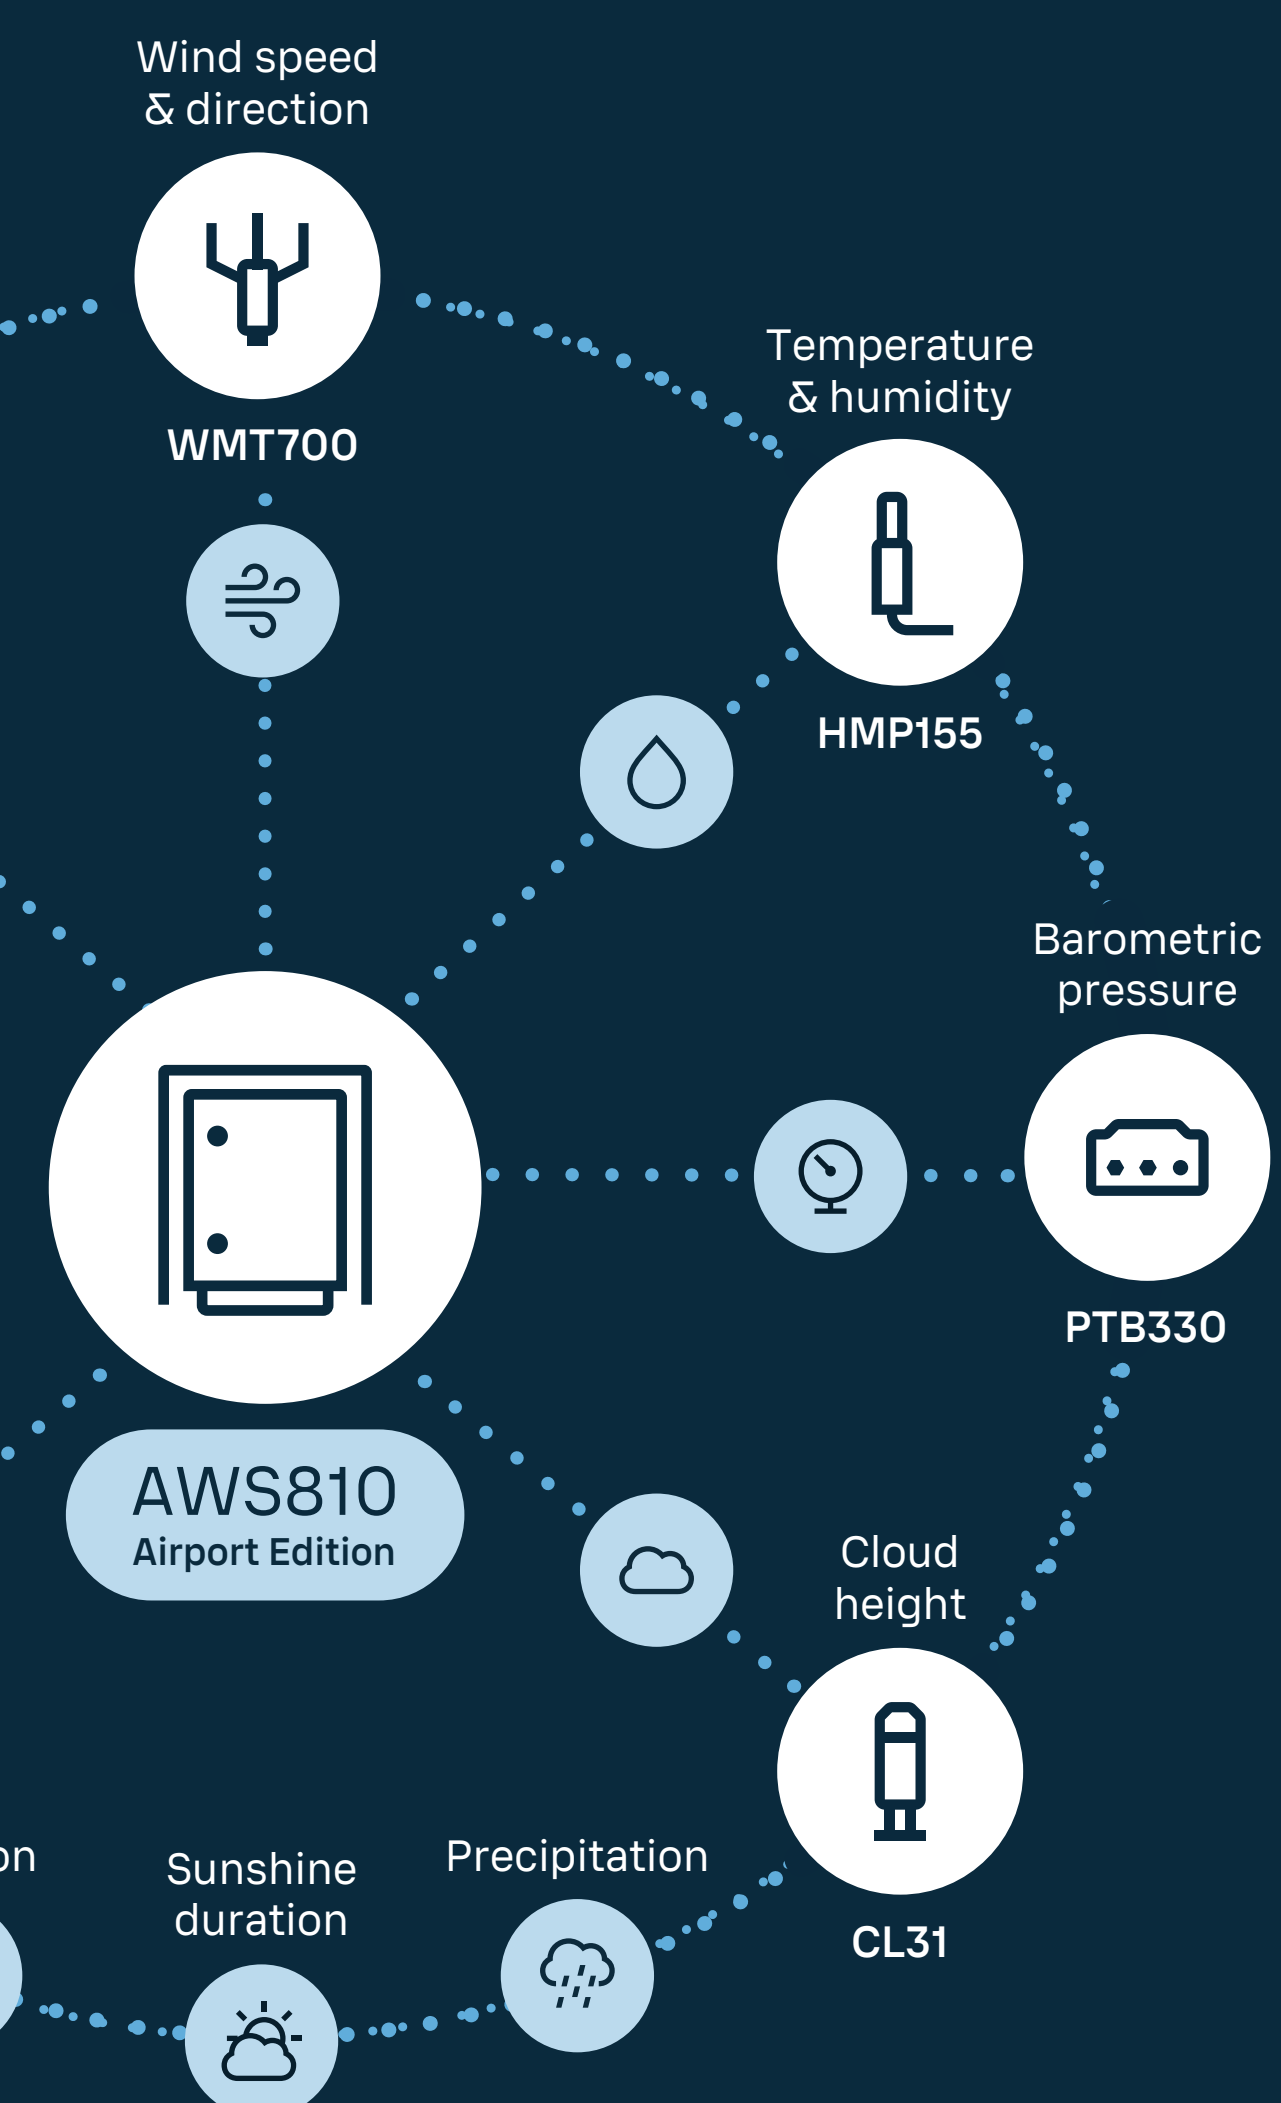 Wind speed
& direction
WMT700
Temperature
& humidity
HMP155
Barometric
pressure
PTB330
AWS810
Airport Edition
Cloud
height
CL31
on
Sunshine
duration
Precipitation